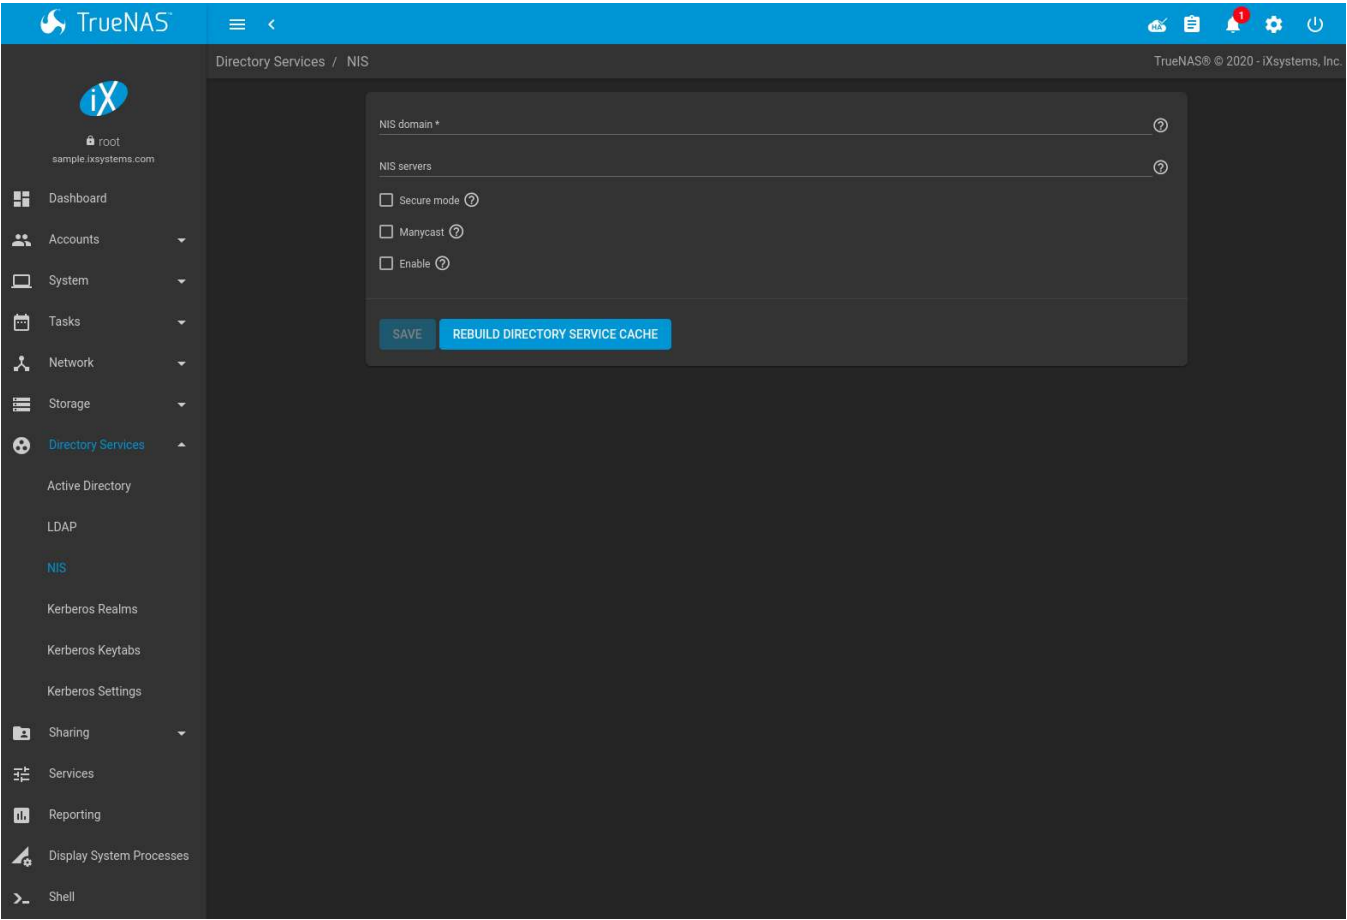 TrueNAS
HA
1
Directory Services / NIS
TrueNAS® © 2020 - iXsystems, Inc.
iX
root
sample.ixsystems.com
Dashboard
Accounts
System
Tasks
Network
Storage
Directory Services
Active Directory
LDAP
NIS
Kerberos Realms
Kerberos Keytabs
Kerberos Settings
Sharing
Services
Reporting
Display System Processes
Shell
NIS domain *
NIS servers
Secure mode
Manycast
Enable
SAVE
REBUILD DIRECTORY SERVICE CACHE